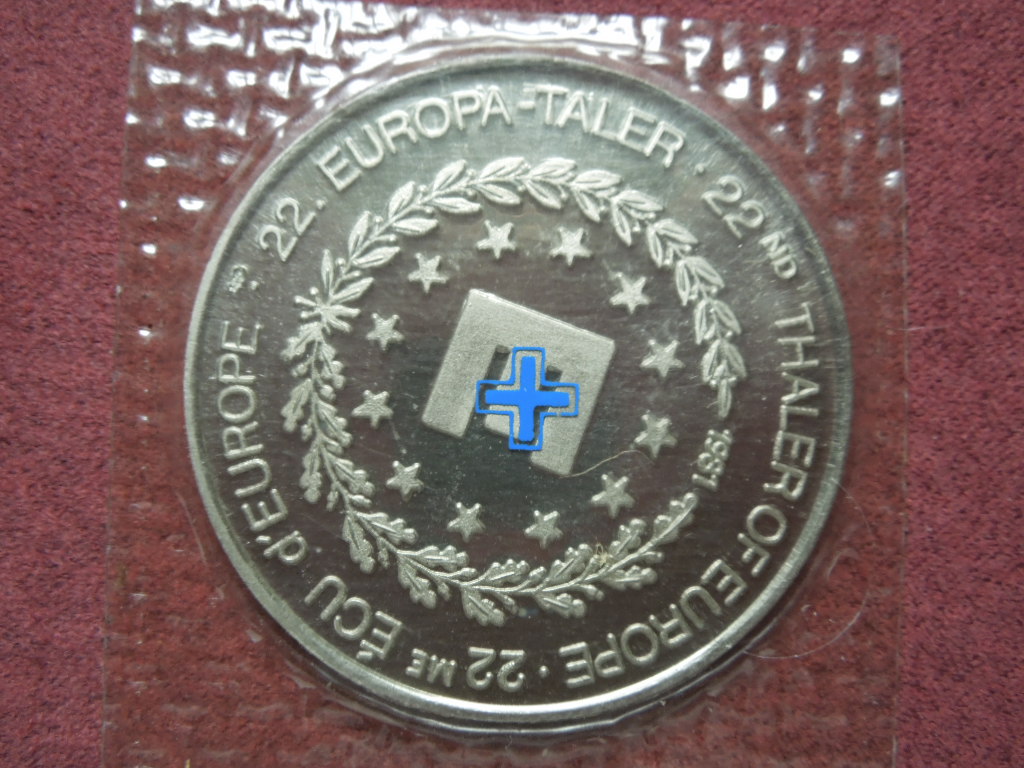 22. EUROPA-TALER · 22ND THALER OF EUROPE · 22ME ÉCU d'EUROPE ·
1981